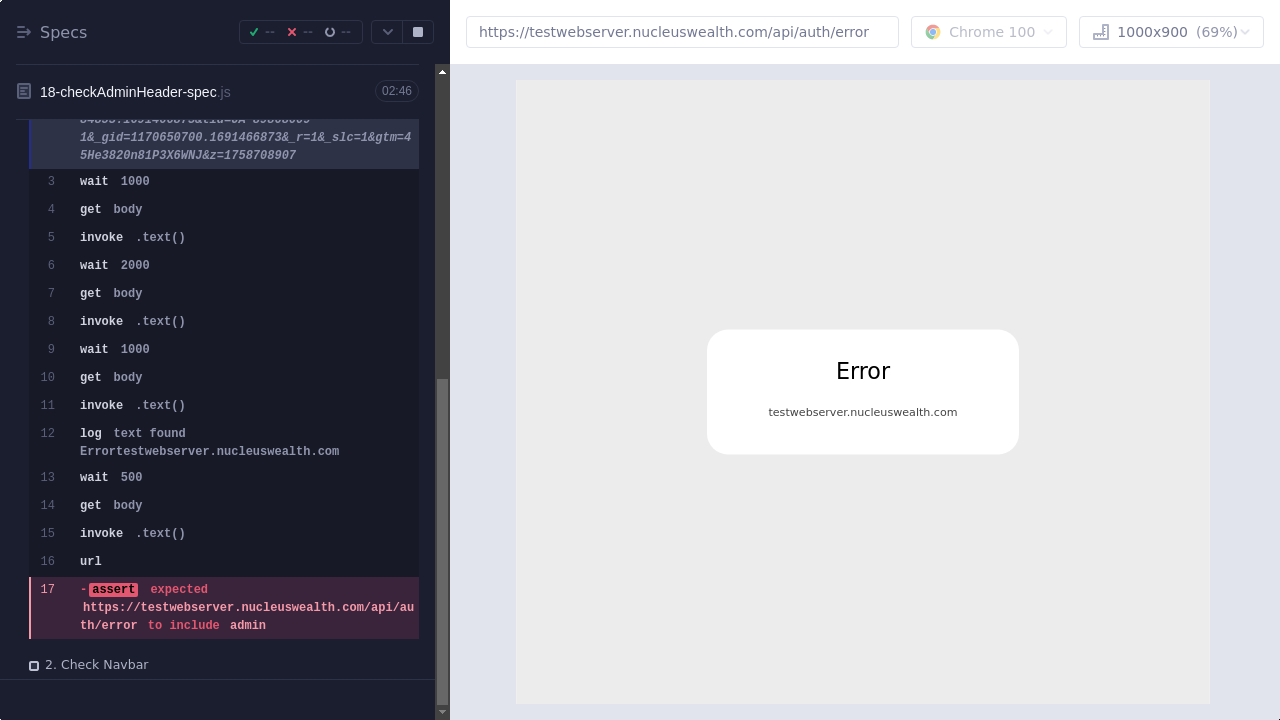 Specs
-- -- --
https://testwebserver.nucleuswealth.com/api/auth/error
Chrome 100
1000x900 (69%)
18-checkAdminHeader-spec.js
02:46
1&_gid=1170650700.1691466873&_r=1&_slc=1&gtm=4
5He3820n81P3X6WNJ&z=1758708907
3 wait 1000
4 get body
5 invoke .text()
6 wait 2000
7 get body
8 invoke .text()
9 wait 1000
10 get body
11 invoke .text()
12 log text found
Errortestwebserver.nucleuswealth.com
13 wait 500
14 get body
15 invoke .text()
16 url
17 -assert expected
https://testwebserver.nucleuswealth.com/api/au
th/error to include admin
2. Check Navbar
Error
testwebserver.nucleuswealth.com